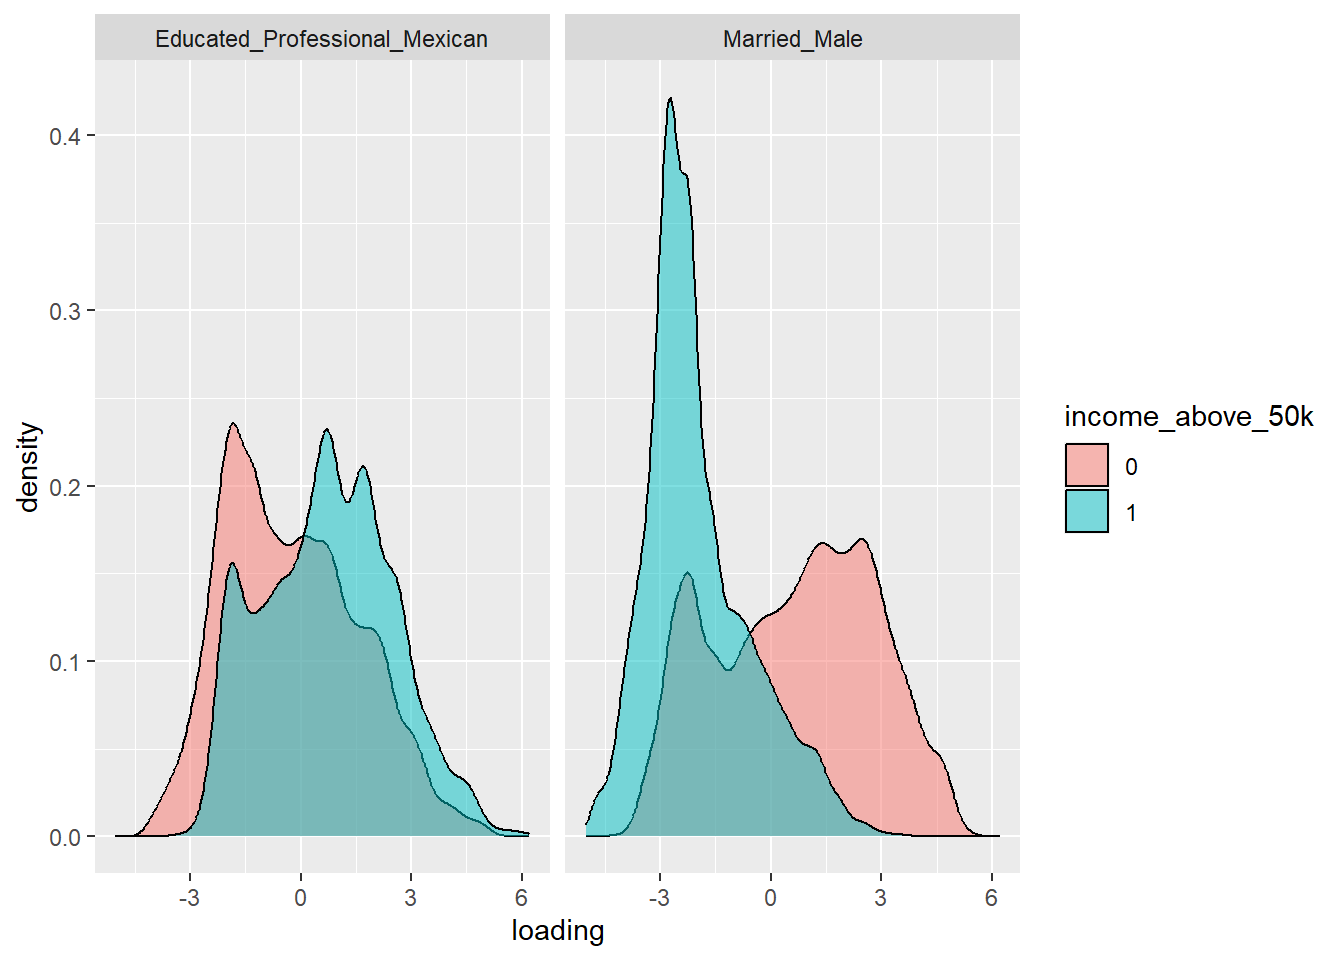 Educated_Professional_Mexican
Married_Male
0.4
0.3
0.2
0.1
0.0
density
-3 0 3 6
-3 0 3 6
loading
income_above_50k
0
1